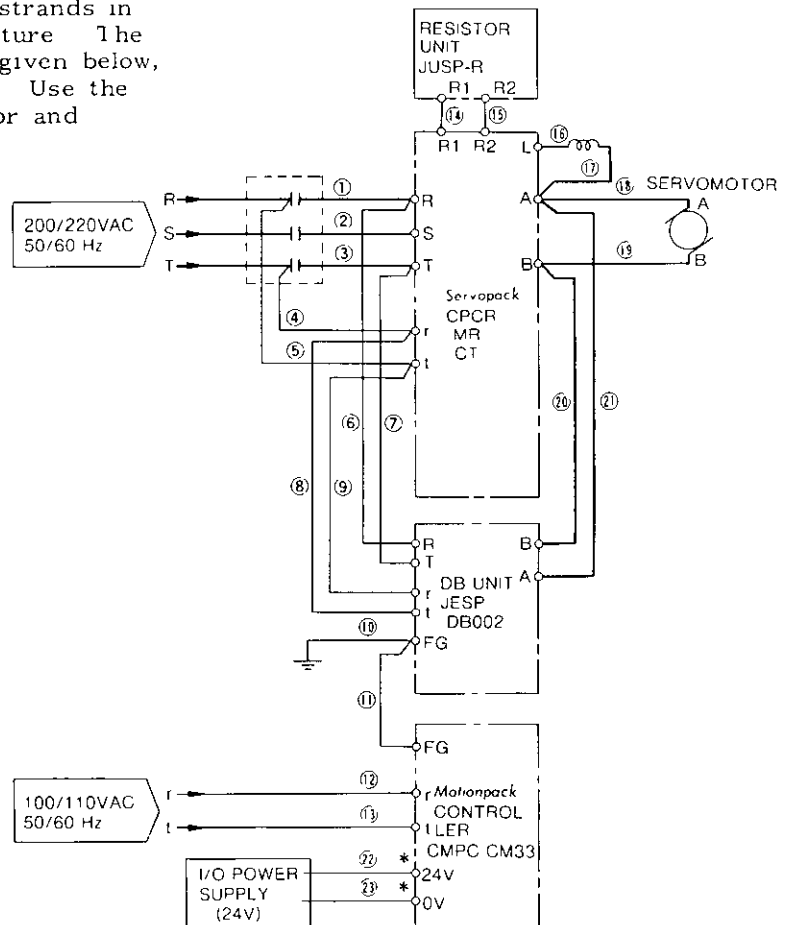 strands in
ture The
given below,
Use the
or and
RESISTOR
UNIT
JUSP-R
R1 R2
⑭ ⑮
R1 R2
L
⑯
⑰
⑱
SERVOMOTOR
A
A
⑲
B
B
200/220VAC
50/60 Hz
R
①
R
S
②
S
T
③
T
④
r
⑤
t
Servopack
CPCR
MR
CT
⑥ ⑦
⑧ ⑨
⑳ ㉑
R
T
r
t
FG
B
A
DB UNIT
JESP
DB002
⑩
⑪
FG
100/110VAC
50/60 Hz
r
⑫
r
t
⑬
t
Motionpack
CONTROL
LER
CMPC CM33
I/O POWER
SUPPLY
(24V)
㉒ *
24V
㉓ *
0V